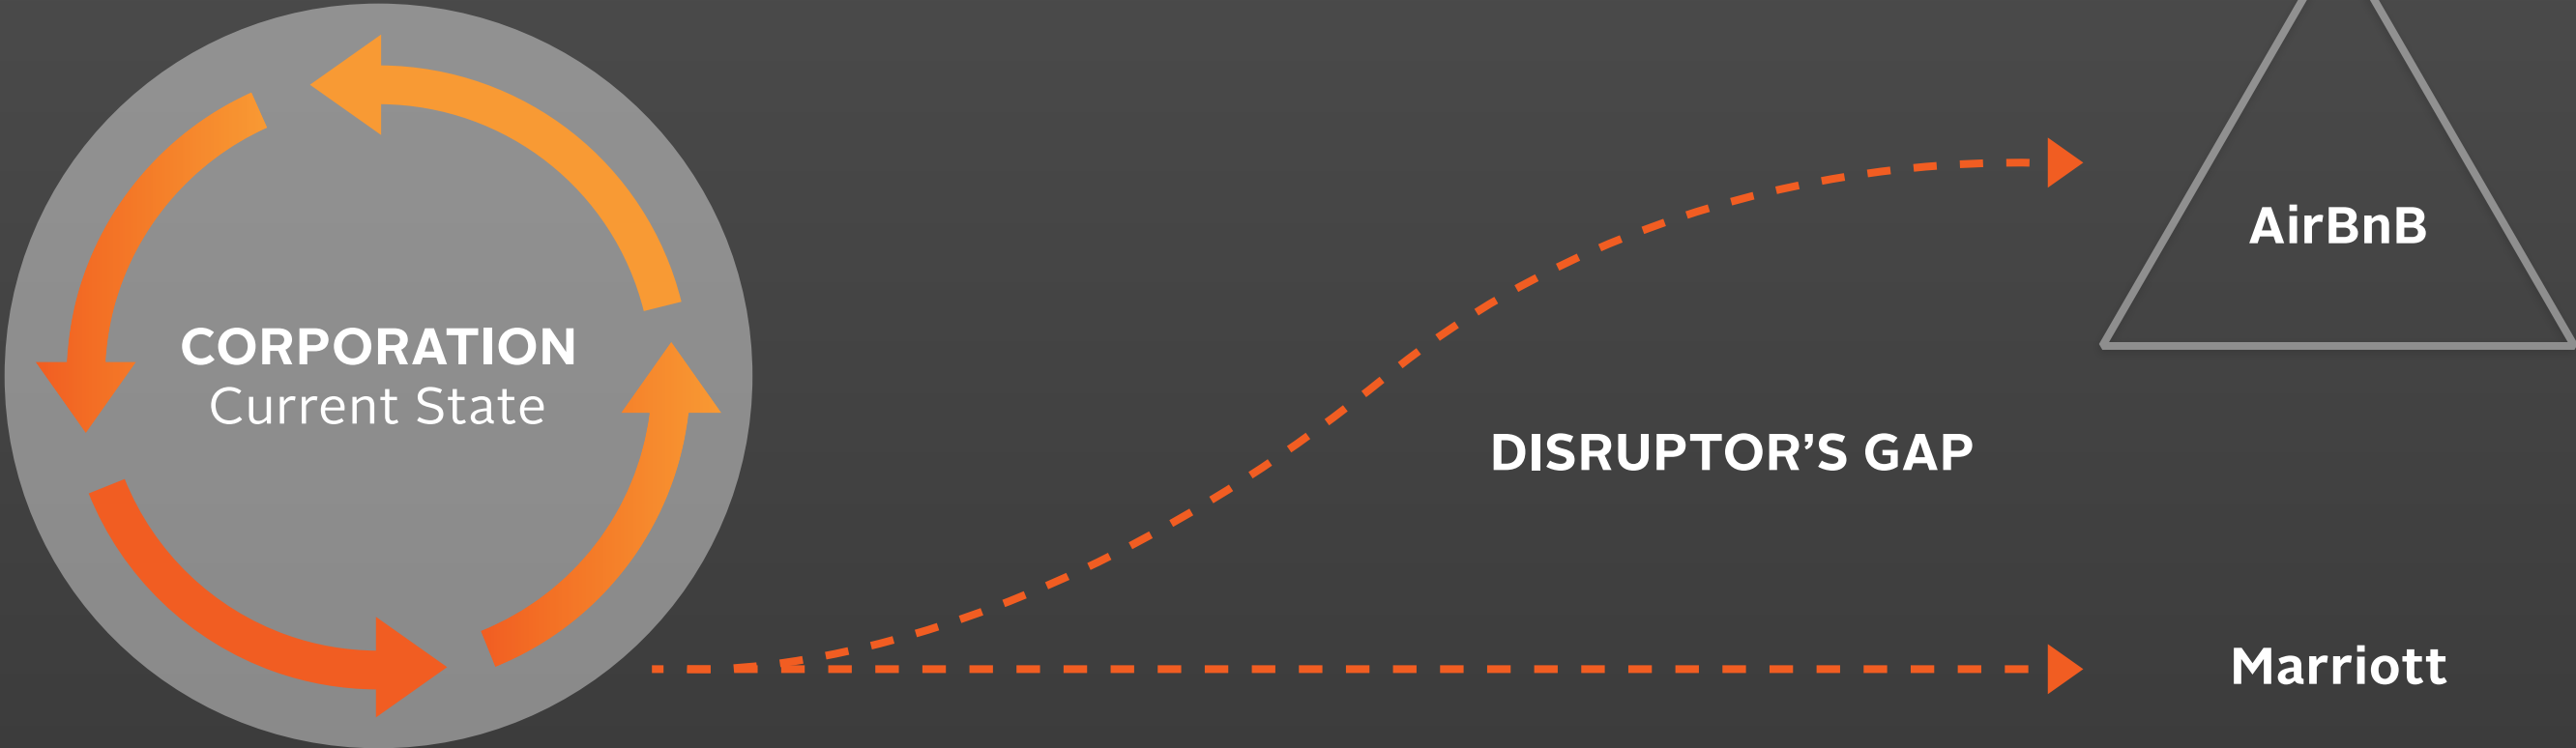 CORPORATION
Current State
AirBnB
DISRUPTOR’S GAP
Marriott